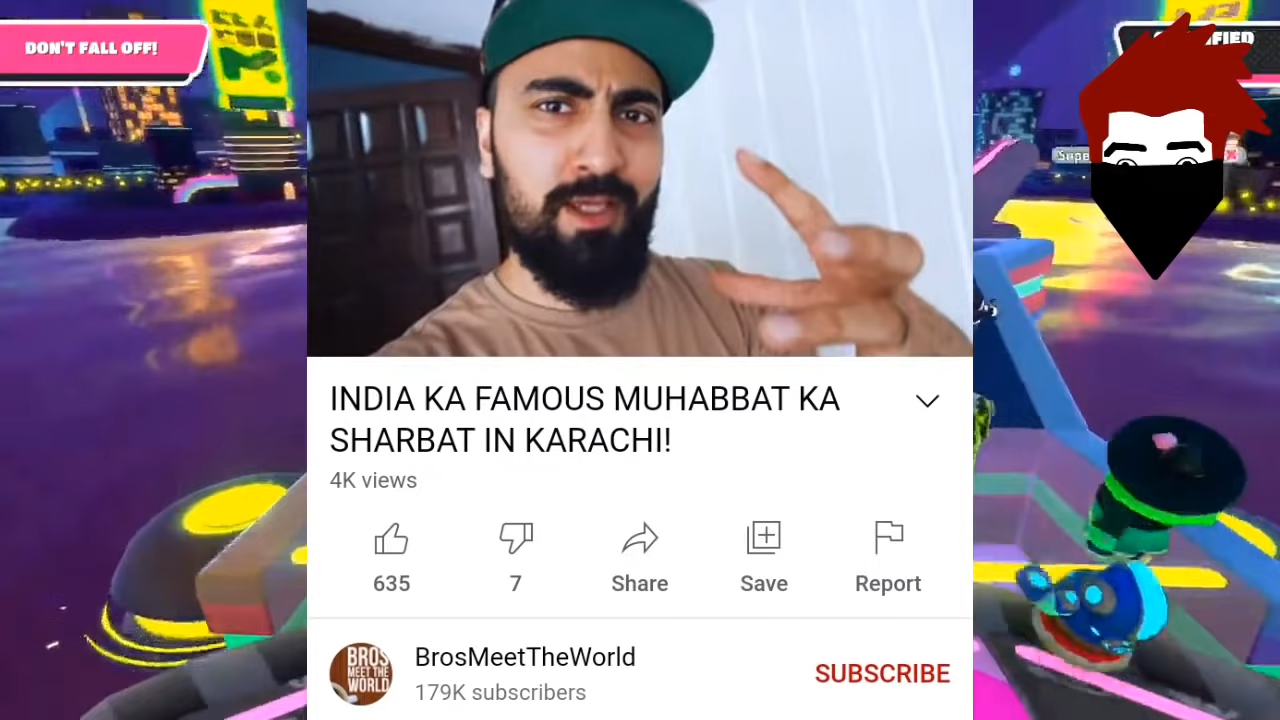 DON'T FALL OFF!
INDIA KA FAMOUS MUHABBAT KA
SHARBAT IN KARACHI!
4K views
635
7
Share
Save
Report
BROS
MEET THE
WORLD
BrosMeetTheWorld
179K subscribers
SUBSCRIBE